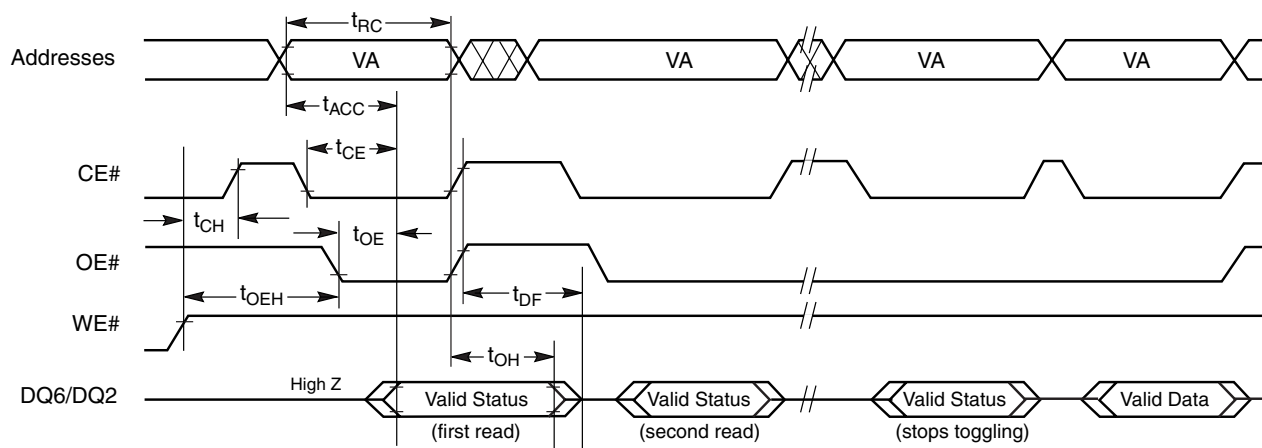 tRC
Addresses VA VA VA VA
tACC
tCE
CE#
tCH tOE
OE#
tOEH tDF
WE#
tOH
High Z
DQ6/DQ2 Valid Status Valid Status Valid Status Valid Data
(first read) (second read) (stops toggling)